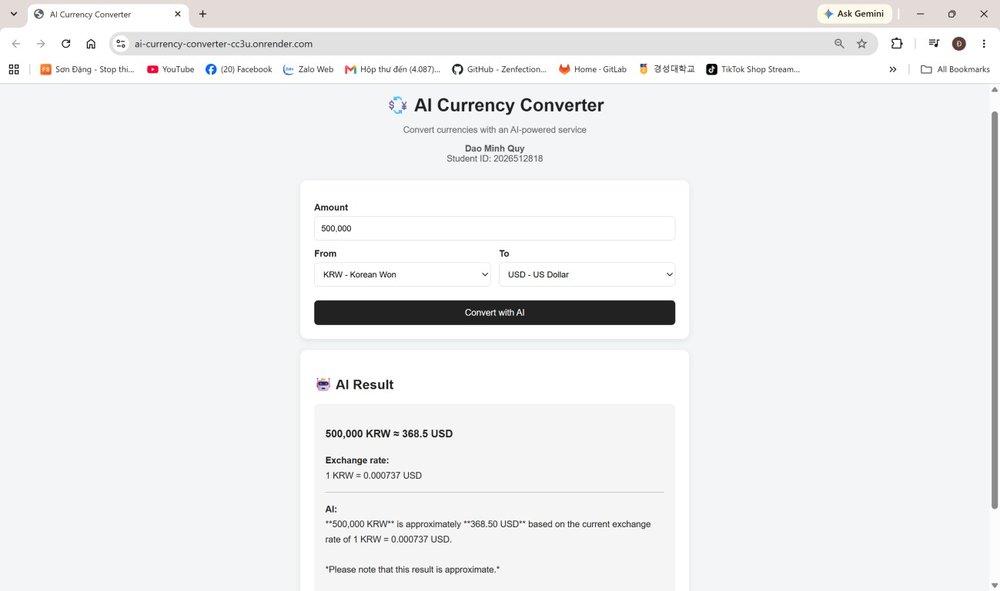 AI Currency Converter
Ask Gemini
ai-currency-converter-cc3u.onrender.com
Đ
F8 Sơn Đặng - Stop thi...
YouTube
(20) Facebook
Zalo Web
Hộp thư đến (4.087)...
GitHub - Zenfection...
Home · GitLab
경성대학교
TikTok Shop Stream...
All Bookmarks
AI Currency Converter
Convert currencies with an AI-powered service
Dao Minh Quy
Student ID: 2026512818
Amount
500,000
From To
KRW - Korean Won USD - US Dollar
Convert with AI
AI Result
500,000 KRW ≈ 368.5 USD
Exchange rate:
1 KRW = 0.000737 USD
AI:
**500,000 KRW** is approximately **368.50 USD** based on the current exchange
rate of 1 KRW = 0.000737 USD.
*Please note that this result is approximate.*